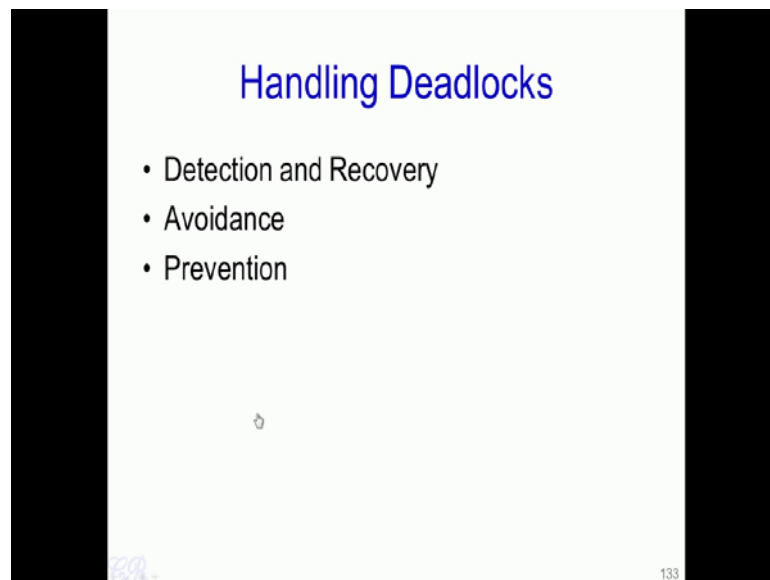 Handling Deadlocks
• Detection and Recovery
• Avoidance
• Prevention
133